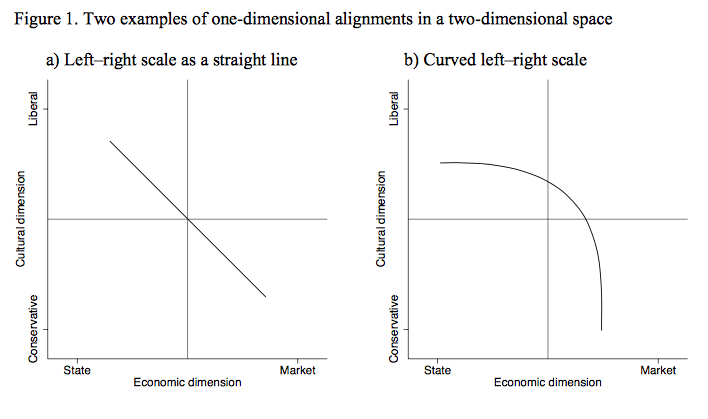 Figure 1. Two examples of one-dimensional alignments in a two-dimensional space
a) Left–right scale as a straight line
Liberal
Cultural dimension
Conservative
State
Market
Economic dimension
b) Curved left–right scale
Liberal
Cultural dimension
Conservative
State
Market
Economic dimension